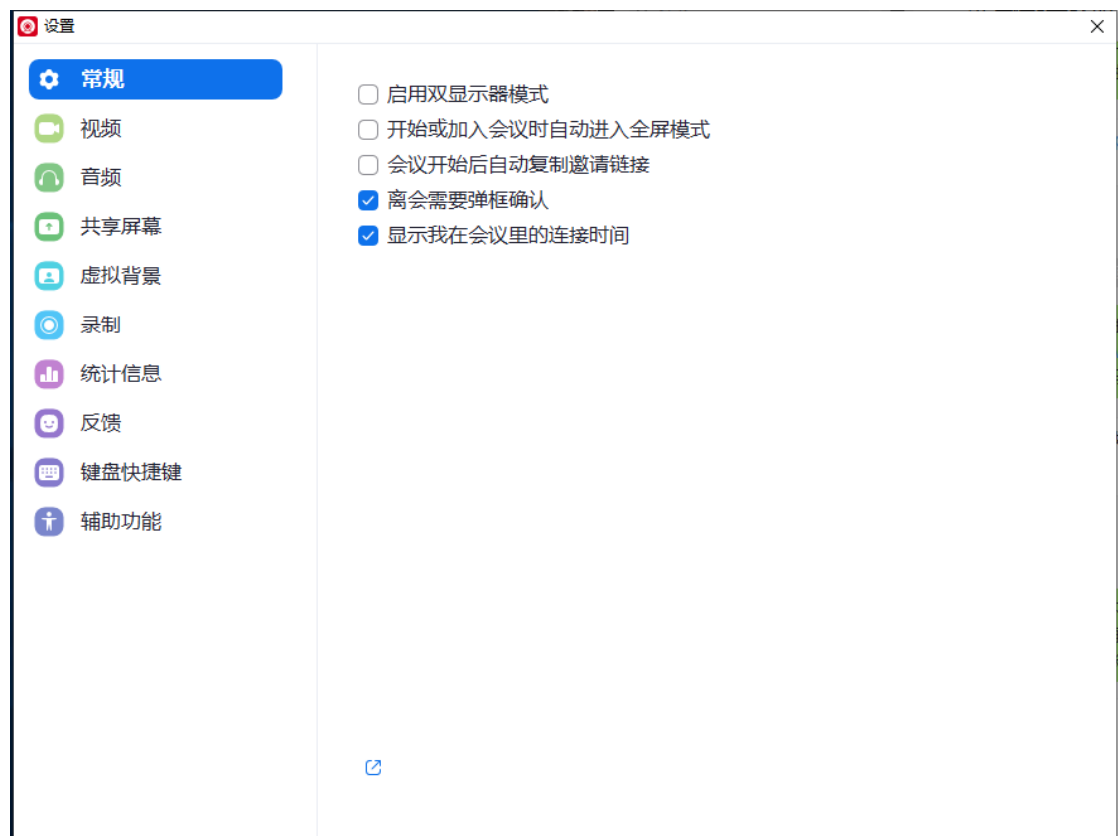 设置
常规
视频
音频
共享屏幕
虚拟背景
录制
统计信息
反馈
键盘快捷键
辅助功能
启用双显示器模式
开始或加入会议时自动进入全屏模式
会议开始后自动复制邀请链接
离会需要弹框确认
显示我在会议里的连接时间